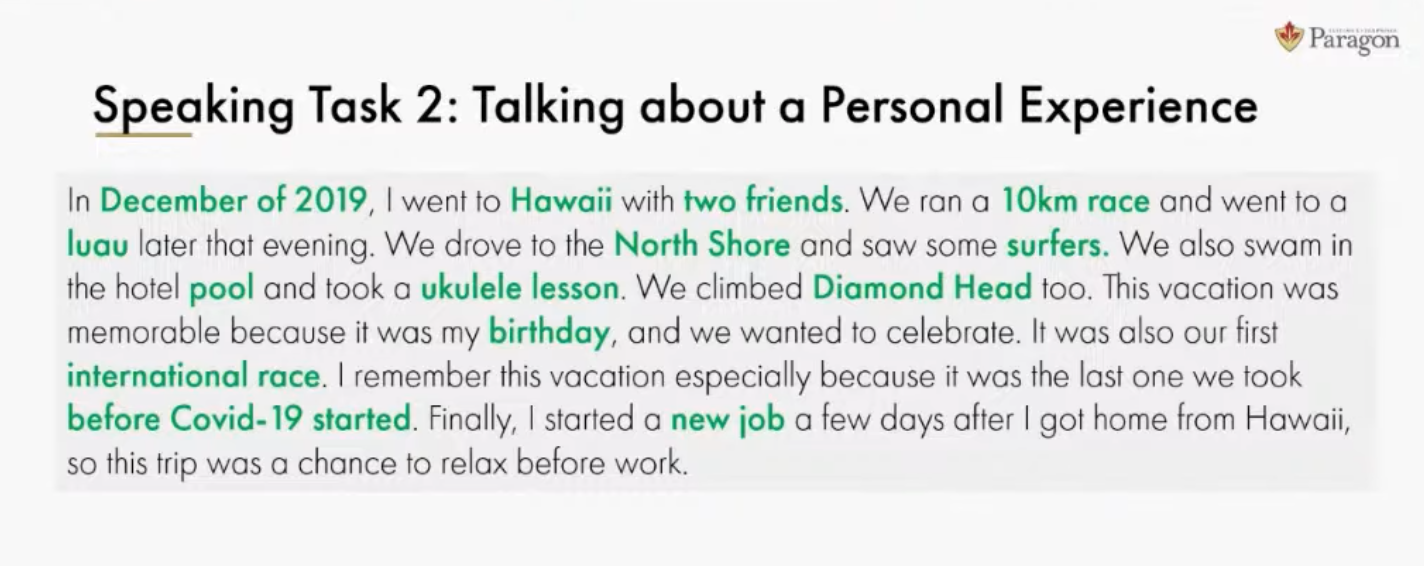 Paragon
Speaking Task 2: Talking about a Personal Experience
In December of 2019, I went to Hawaii with two friends. We ran a 10km race and went to a
luau later that evening. We drove to the North Shore and saw some surfers. We also swam in
the hotel pool and took a ukulele lesson. We climbed Diamond Head too. This vacation was
memorable because it was my birthday, and we wanted to celebrate. It was also our first
international race. I remember this vacation especially because it was the last one we took
before Covid-19 started. Finally, I started a new job a few days after I got home from Hawaii,
so this trip was a chance to relax before work.